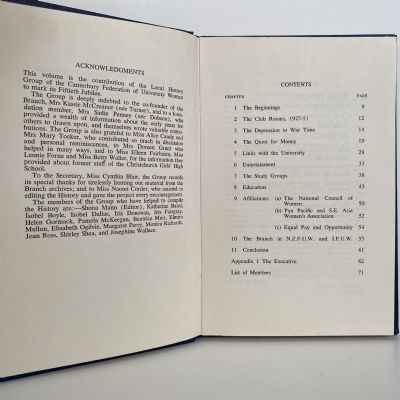 ACKNOWLEDGMENTS
This volume is the contribution of the Local History
Group of the Canterbury Federation of University Women
to mark its Fiftieth Jubilee.
The Group is deeply indebted to the co-founder of the
Branch, Mrs Kassie McCreanor (née Turner), and to a foun-
dation member, Mrs Sadie Penney (née Dobson), who
provided a wealth of information about the early years for
others to drawn upon, and themselves wrote valuable contri-
butions. The Group is also grateful to Miss Alice Candy and
Mrs Mary Tocker, who contributed so much in discussion
and personal reminiscences, to Mrs Doreen Grant who
helped in many ways, and to Miss Eileen Fairbairn, Miss
Leonie Forne and Miss Betty Waller, for the information they
provided about former staff of the Christchurch Girls' High
School.
To the Secretary, Miss Cynthia Blair, the Group records
its special thanks for tirelessly hunting out material from the
Branch archives; and to Miss Naomi Corder, who assisted in
editing the History and gave the project every encouragement.
The members of the Group who have helped to compile
the History are:—Shona Mann (Editor), Katharine Baird,
Isobel Boyle, Isobel Dallas, Iris Donovan, Iris Fairgray,
Helen Gormack, Pamela McKeegan, Beatrice Mair, Elmira
Mullon, Elisabeth Ogilvie, Margaret Perry, Monica Richards,
Joan Ross, Shirley Shea, and Josephine Wallace.
CONTENTS
CHAPTER PAGE
1 The Beginnings 9
2 The Club Rooms, 1927-51 12
3 The Depression to War Time 14
4 The Quest for Money 19
5 Links with the University 28
6 Entertainment 33
7 The Study Groups 38
8 Education 43
9 Affiliations: (a) The National Council of
Women 50
(b) Pan Pacific and S.E. Asia
Women's Association 52
(c) Equal Pay and Opportunity 54
10 The Branch in N.Z.F.U.W. and I.F.U.W. 55
11 Conclusion 61
Appendix 1 The Executive 62
List of Members 71